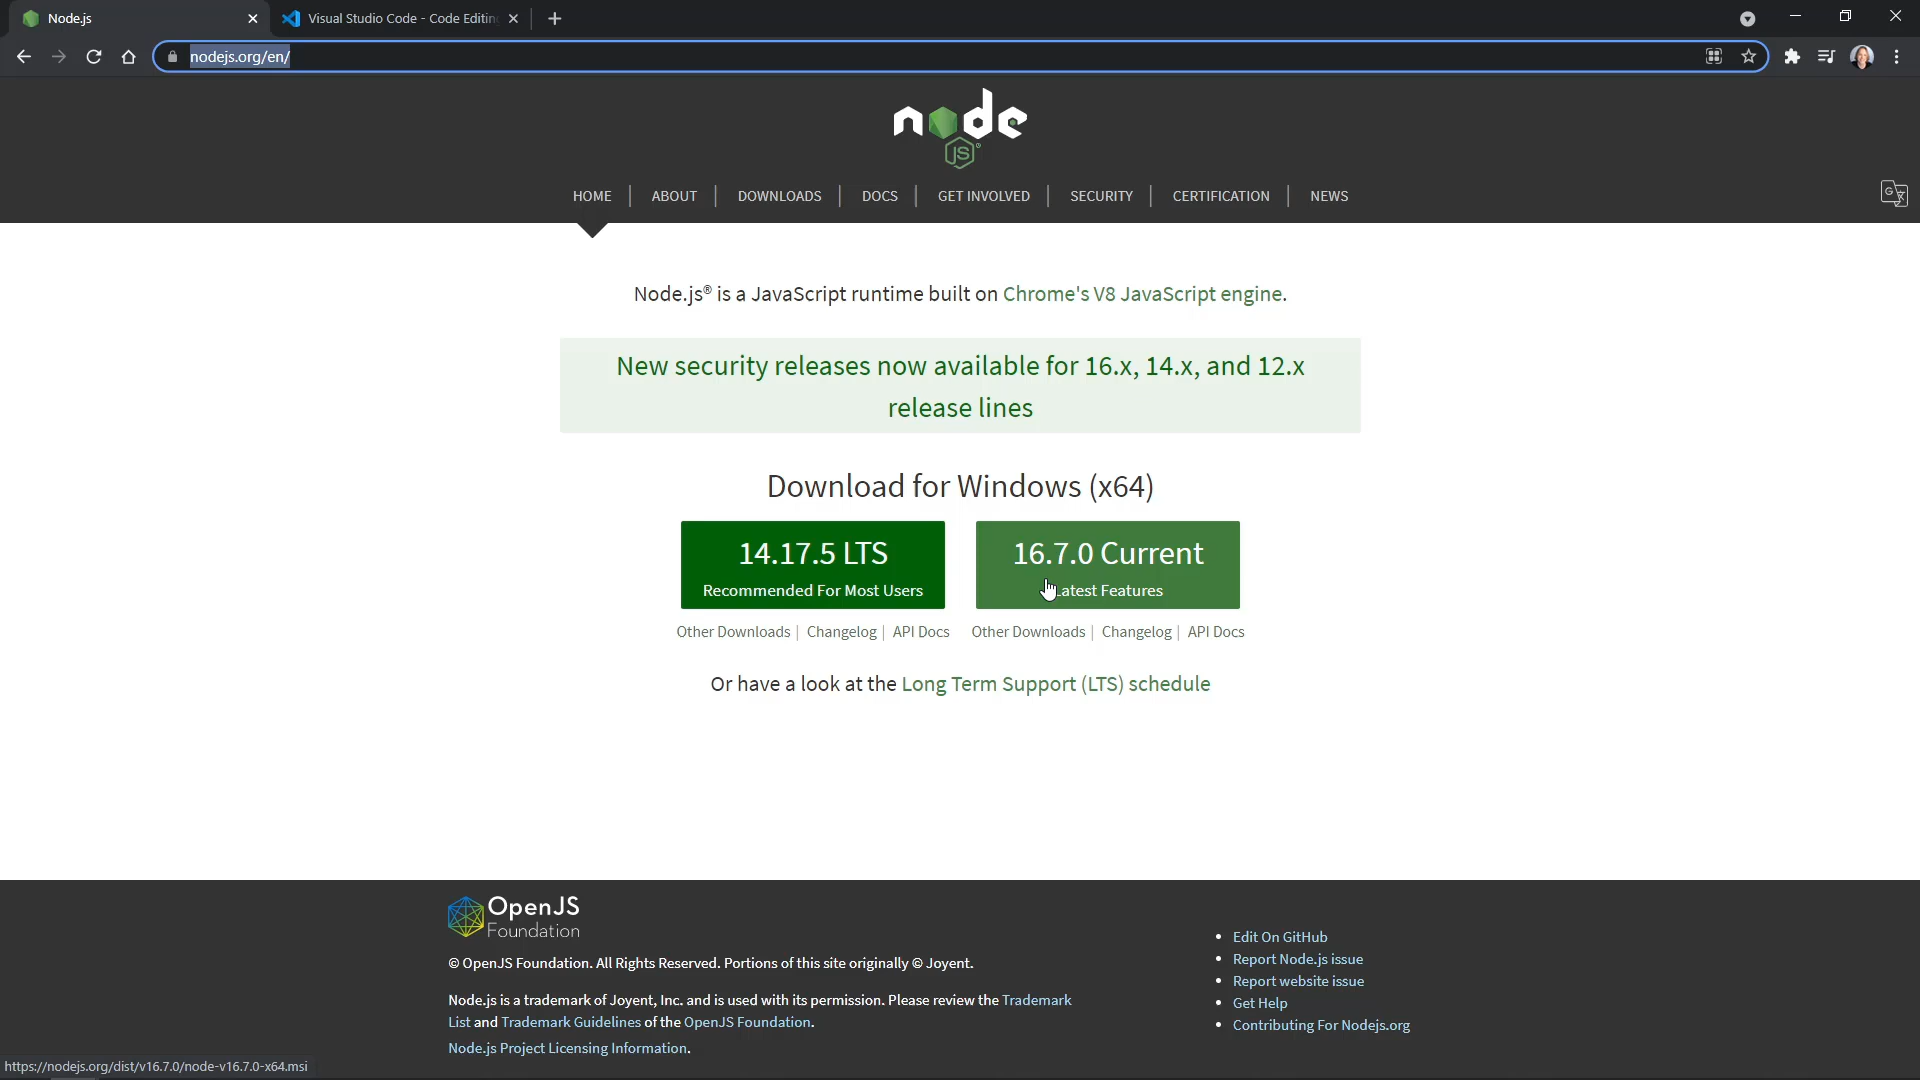 Node.js
Visual Studio Code - Code Editin
nodejs.org/en/
node
JS
HOME | ABOUT | DOWNLOADS | DOCS | GET INVOLVED | SECURITY | CERTIFICATION | NEWS
Node.js® is a JavaScript runtime built on Chrome's V8 JavaScript engine.
New security releases now available for 16.x, 14.x, and 12.x
release lines
Download for Windows (x64)
14.17.5 LTS
Recommended For Most Users
16.7.0 Current
Latest Features
Other Downloads | Changelog | API Docs
Other Downloads | Changelog | API Docs
Or have a look at the Long Term Support (LTS) schedule
OpenJS
Foundation
© OpenJS Foundation. All Rights Reserved. Portions of this site originally © Joyent.
Node.js is a trademark of Joyent, Inc. and is used with its permission. Please review the Trademark
List and Trademark Guidelines of the OpenJS Foundation.
Node.js Project Licensing Information.
Edit On GitHub
Report Node.js issue
Report website issue
Get Help
Contributing For Nodejs.org
https://nodejs.org/dist/v16.7.0/node-v16.7.0-x64.msi